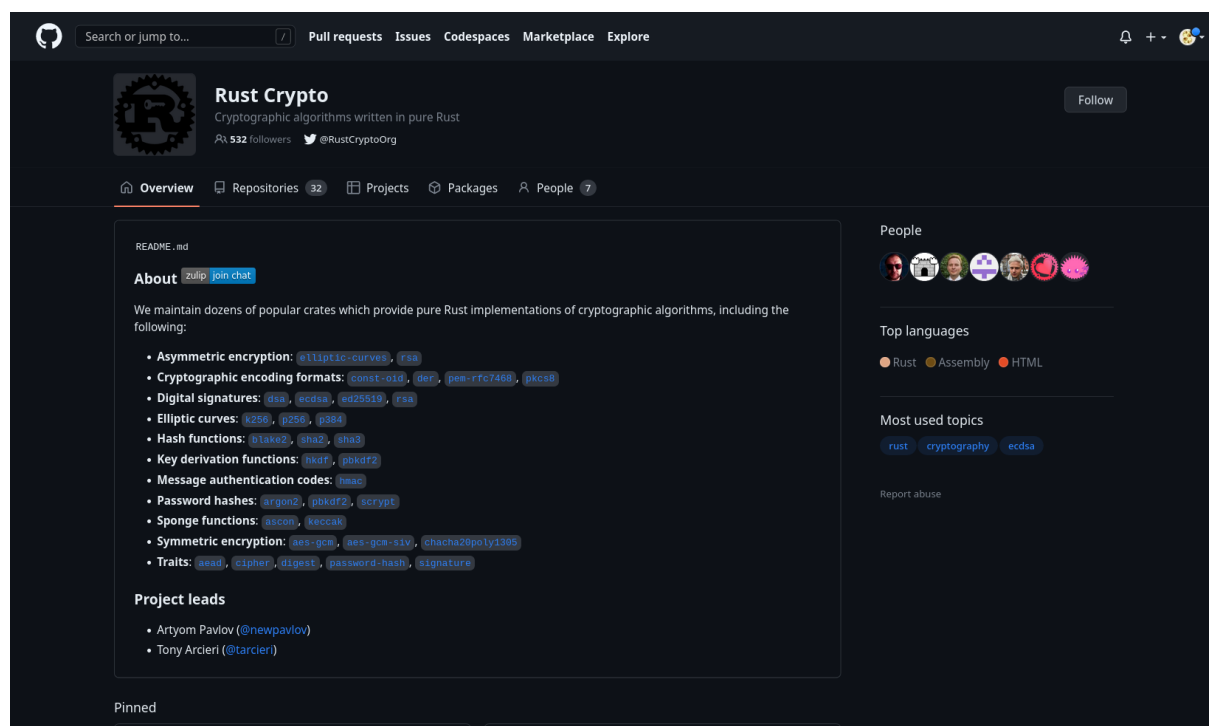 Search or jump to... / Pull requests Issues Codespaces Marketplace Explore
Rust Crypto
Cryptographic algorithms written in pure Rust
532 followers @RustCryptoOrg
Follow
Overview Repositories 32 Projects Packages People 7
README.md
About zulip join chat
We maintain dozens of popular crates which provide pure Rust implementations of cryptographic algorithms, including the
following:
• Asymmetric encryption: elliptic-curves, rsa
• Cryptographic encoding formats: const-oid, der, pem-rfc7468, pkcs8
• Digital signatures: dsa, ecdsa, ed25519, rsa
• Elliptic curves: k256, p256, p384
• Hash functions: blake2, sha2, sha3
• Key derivation functions: hkdf, pbkdf2
• Message authentication codes: hmac
• Password hashes: argon2, pbkdf2, scrypt
• Sponge functions: ascon, keccak
• Symmetric encryption: aes-gcm, aes-gcm-siv, chacha20poly1305
• Traits: aead, cipher, digest, password-hash, signature
Project leads
• Artyom Pavlov (@newpavlov)
• Tony Arcieri (@tarcieri)
Pinned
People
Top languages
Rust Assembly HTML
Most used topics
rust cryptography ecdsa
Report abuse